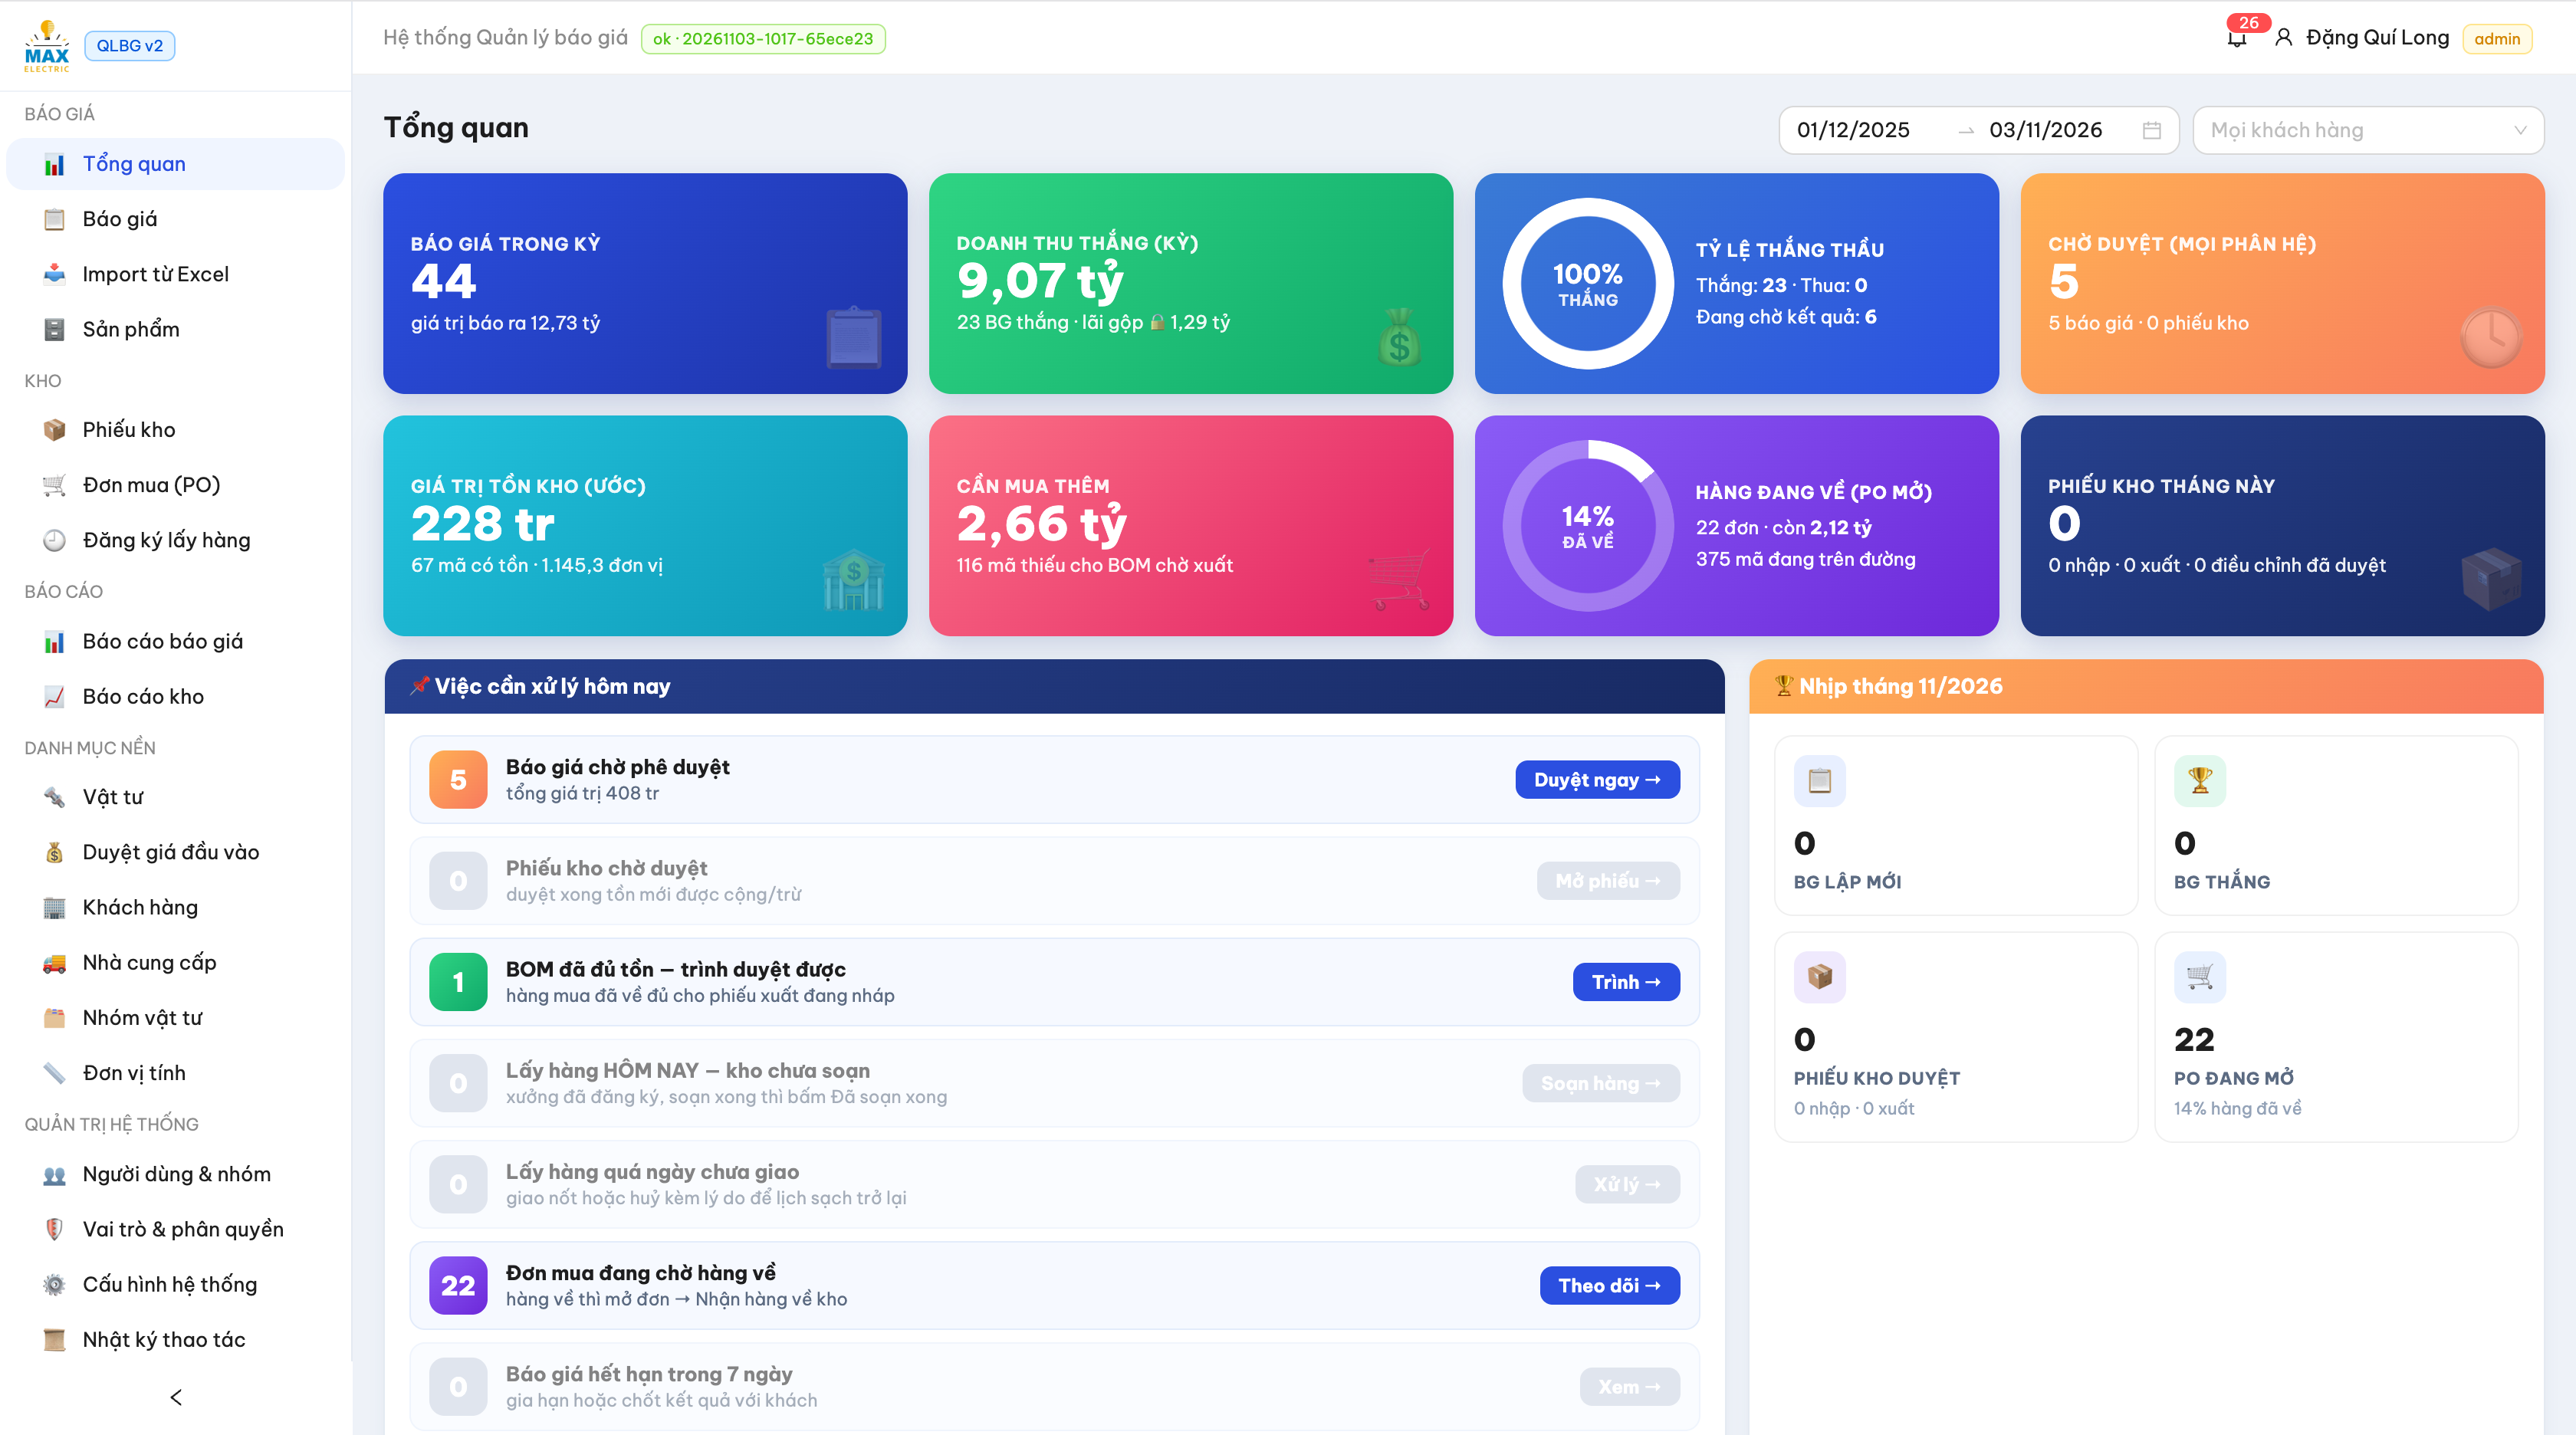 MAX
ELECTRIC
QLBG v2
Hệ thống Quản lý báo giá
ok · 20261103-1017-65ece23
26
Đặng Quí Long
admin
BÁO GIÁ
Tổng quan
Báo giá
Import từ Excel
Sản phẩm
KHO
Phiếu kho
Đơn mua (PO)
Đăng ký lấy hàng
BÁO CÁO
Báo cáo báo giá
Báo cáo kho
DANH MỤC NỀN
Vật tư
Duyệt giá đầu vào
Khách hàng
Nhà cung cấp
Nhóm vật tư
Đơn vị tính
QUẢN TRỊ HỆ THỐNG
Người dùng & nhóm
Vai trò & phân quyền
Cấu hình hệ thống
Nhật ký thao tác
Tổng quan
01/12/2025 → 03/11/2026
Mọi khách hàng
BÁO GIÁ TRONG KỲ
44
giá trị báo ra 12,73 tỷ
DOANH THU THẮNG (KỲ)
9,07 tỷ
23 BG thắng · lãi gộp 🔒 1,29 tỷ
100%
THẮNG
TỶ LỆ THẮNG THẦU
Thắng: 23 · Thua: 0
Đang chờ kết quả: 6
CHỜ DUYỆT (MỌI PHÂN HỆ)
5
5 báo giá · 0 phiếu kho
GIÁ TRỊ TỒN KHO (ƯỚC)
228 tr
67 mã có tồn · 1.145,3 đơn vị
CẦN MUA THÊM
2,66 tỷ
116 mã thiếu cho BOM chờ xuất
14%
ĐÃ VỀ
HÀNG ĐANG VỀ (PO MỞ)
22 đơn · còn 2,12 tỷ
375 mã đang trên đường
PHIẾU KHO THÁNG NÀY
0
0 nhập · 0 xuất · 0 điều chỉnh đã duyệt
📌 Việc cần xử lý hôm nay
5
Báo giá chờ phê duyệt
tổng giá trị 408 tr
Duyệt ngay →
0
Phiếu kho chờ duyệt
duyệt xong tồn mới được cộng/trừ
Mở phiếu →
1
BOM đã đủ tồn — trình duyệt được
hàng mua đã về đủ cho phiếu xuất đang nháp
Trình →
0
Lấy hàng HÔM NAY — kho chưa soạn
xưởng đã đăng ký, soạn xong thì bấm Đã soạn xong
Soạn hàng →
0
Lấy hàng quá ngày chưa giao
giao nốt hoặc huỷ kèm lý do để lịch sạch trở lại
Xử lý →
22
Đơn mua đang chờ hàng về
hàng về thì mở đơn → Nhận hàng về kho
Theo dõi →
0
Báo giá hết hạn trong 7 ngày
gia hạn hoặc chốt kết quả với khách
Xem →
🏆 Nhịp tháng 11/2026
0
BG LẬP MỚI
0
BG THẮNG
0
PHIẾU KHO DUYỆT
0 nhập · 0 xuất
22
PO ĐANG MỞ
14% hàng đã về